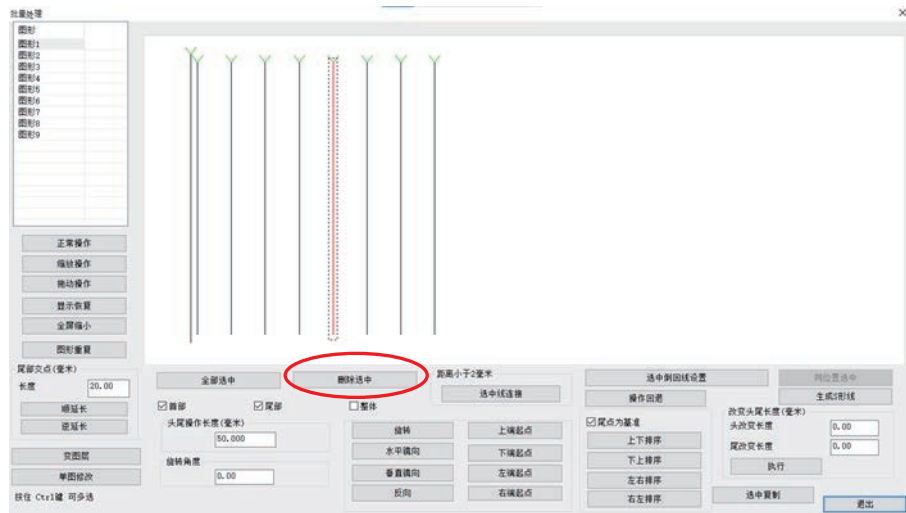 批量处理
图形
图形1
图形2
图形3
图形4
图形5
图形6
图形7
图形8
图形9
正常操作
缩放操作
拖动操作
显示恢复
全屏缩小
图形重复
尾部交点(毫米)
长度 20.00
顺延长
逆延长
交图层
单图修改
按住 Ctrl键 可多选
全部选中
删除选中
距离小于2毫米
选中线连接
首部 尾部 整体
头尾操作长度(毫米)
50.000
旋转角度
0.00
旋转
水平镜向
垂直镜向
反向
上端起点
下端起点
左端起点
右端起点
选中倒回线设置
操作回退
尾点为基准
上下排序
下上排序
左右排序
右左排序
同位置选中
生成S形线
改变头尾长度(毫米)
头改变长度 0.00
尾改变长度 0.00
执行
选中复制
退出